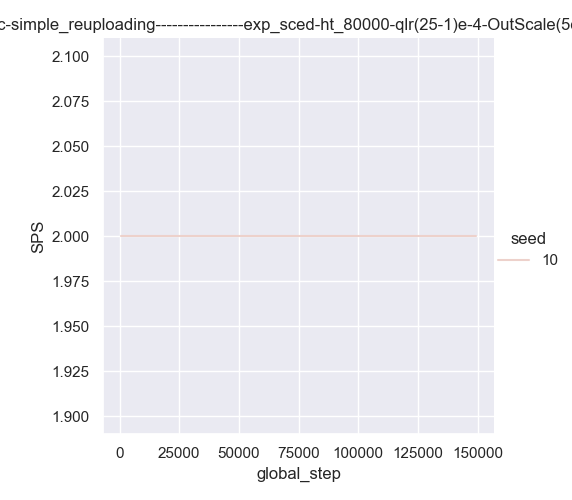 c-simple_reuploading----------------exp_sced-ht_80000-qlr(25-1)e-4-OutScale(5e
2.100
2.075
2.050
2.025
2.000
1.975
1.950
1.925
1.900
SPS
0 25000 50000 75000 100000 125000 150000
global_step
seed
10